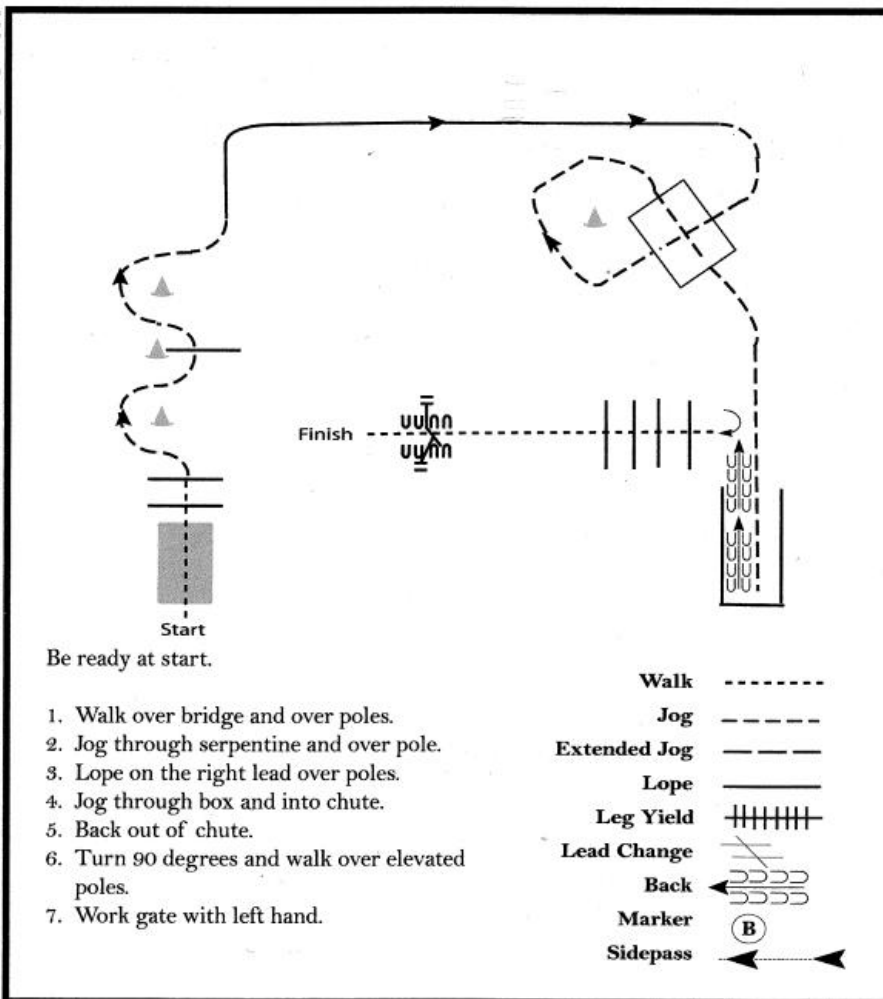 Finish
Start
Be ready at start.
1. Walk over bridge and over poles.
2. Jog through serpentine and over pole.
3. Lope on the right lead over poles.
4. Jog through box and into chute.
5. Back out of chute.
6. Turn 90 degrees and walk over elevated
poles.
7. Work gate with left hand.
Walk
Jog
Extended Jog
Lope
Leg Yield
Lead Change
Back
Marker B
Sidepass